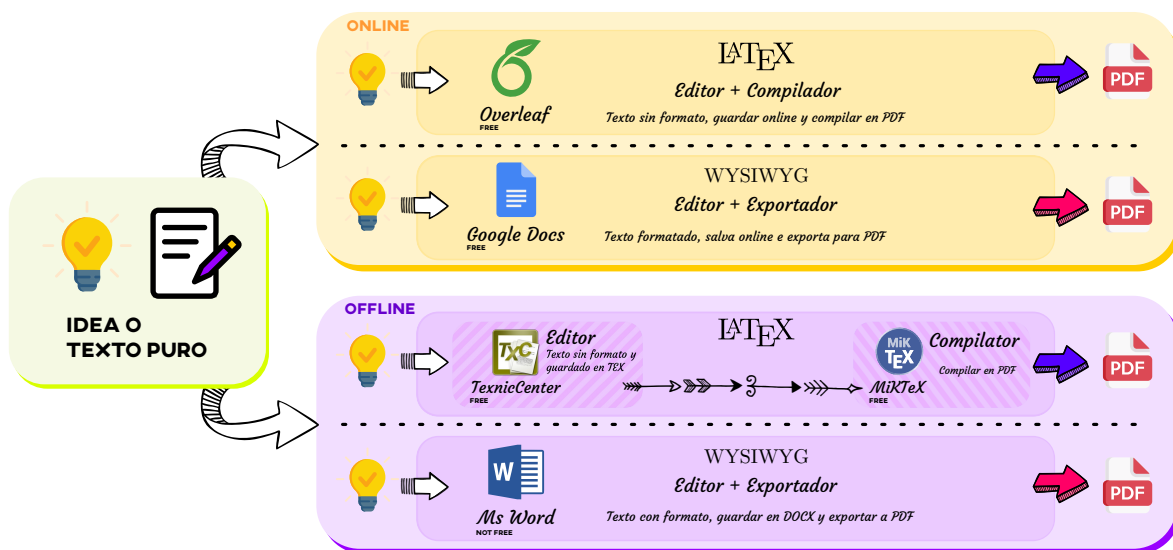 ONLINE
LATEX
Editor + Compilador
Overleaf
FREE
Texto sin formato, guardar online y compilar en PDF
PDF
WYSIWYG
Editor + Exportador
Google Docs
FREE
Texto formatado, salva online e exporta para PDF
PDF
IDEA O
TEXTO PURO
OFFLINE
LATEX
TXC
Editor
Texto sin formato y
guardado en TEX
TexnicCenter
FREE
MiK
TEX
Compilator
Compilar en PDF
MiKTeX
FREE
PDF
W
WYSIWYG
Editor + Exportador
Ms Word
NOT FREE
Texto con formato, guardar en DOCX y exportar a PDF
PDF